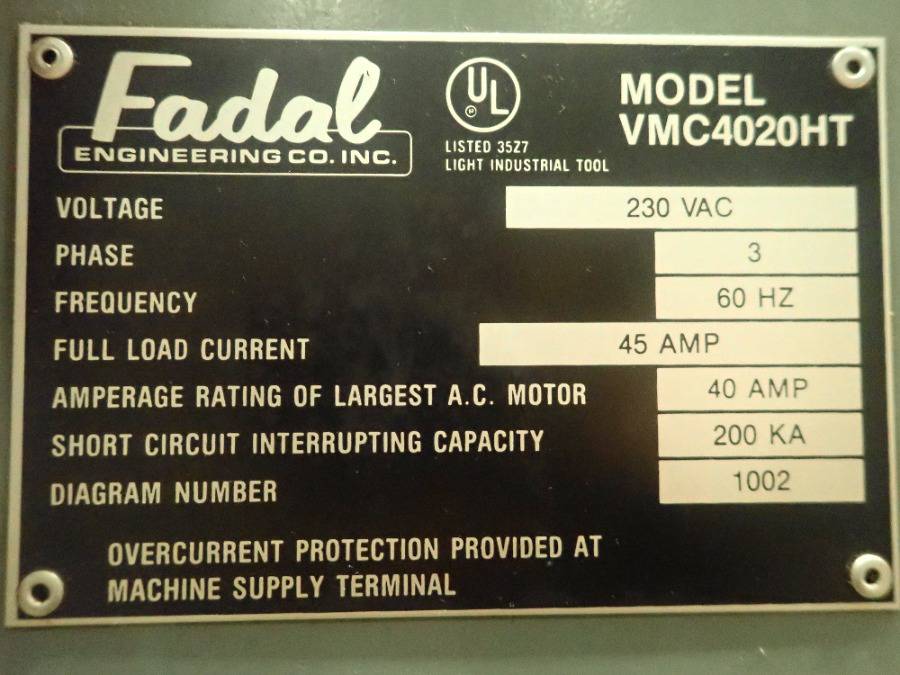 Fadal
ENGINEERING CO. INC.
UL
LISTED 35Z7
LIGHT INDUSTRIAL TOOL
MODEL
VMC4020HT
VOLTAGE 230 VAC
PHASE 3
FREQUENCY 60 HZ
FULL LOAD CURRENT 45 AMP
AMPERAGE RATING OF LARGEST A.C. MOTOR 40 AMP
SHORT CIRCUIT INTERRUPTING CAPACITY 200 KA
DIAGRAM NUMBER 1002
OVERCURRENT PROTECTION PROVIDED AT
MACHINE SUPPLY TERMINAL